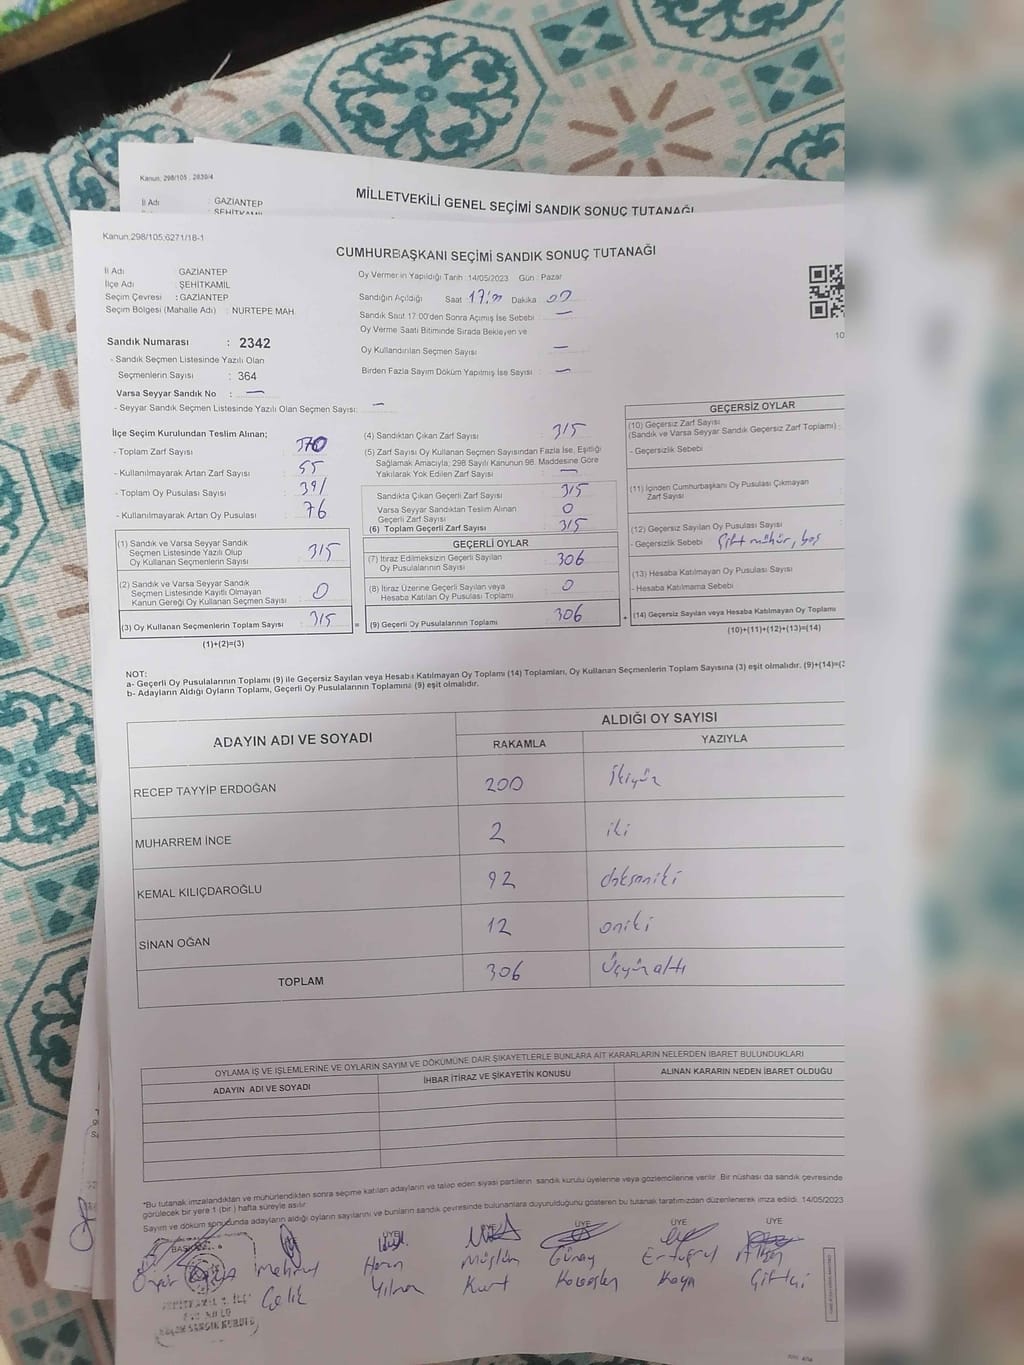 Kanun, 298/105 , 2839/4
MİLLETVEKİLİ GENEL SEÇİMİ SANDIK SONUÇ TUTANAĞI
İl Adı : GAZİANTEP
ŞEHİTKAMİL
Kanun,298/105;6271/18-1
CUMHURBAŞKANI SEÇİMİ SANDIK SONUÇ TUTANAĞI
İl Adı : GAZİANTEP
İlçe Adı : ŞEHİTKAMİL
Seçim Çevresi : GAZİANTEP
Seçim Bölgesi (Mahalle Adı) : NURTEPE MAH.
Oy Vermenin Yapıldığı Tarih :14/05/2023 Gün : Pazar
Sandığın Açıldığı Saat 17:00 Dakika 00
Sandık Saat 17:00'den Sonra Açımış İse Sebebi : —
Oy Verme Saati Bitiminde Sırada Bekleyen ve
Oy Kullandırılan Seçmen Sayısı : —
Birden Fazla Sayım Döküm Yapılmış İse Sayısı : —
10
Sandık Numarası : 2342
- Sandık Seçmen Listesinde Yazılı Olan
Seçmenlerin Sayısı : 364
Varsa Seyyar Sandık No : —
- Seyyar Sandık Seçmen Listesinde Yazılı Olan Seçmen Sayısı: —
İlçe Seçim Kurulundan Teslim Alınan;
- Toplam Zarf Sayısı : 370
- Kullanılmayarak Artan Zarf Sayısı : 55
- Toplam Oy Pusulası Sayısı : 391
- Kullanılmayarak Artan Oy Pusulası : 76
(1) Sandık ve Varsa Seyyar Sandık
Seçmen Listesinde Yazılı Olup
Oy Kullanan Seçmenlerin Sayısı : 315
(2) Sandık ve Varsa Seyyar Sandık
Seçmen Listesinde Kayıtlı Olmayan
Kanun Gereği Oy Kullanan Seçmen Sayısı : 0
(3) Oy Kullanan Seçmenlerin Toplam Sayısı : 315
(1)+(2)=(3)
(4) Sandıktan Çıkan Zarf Sayısı : 315
(5) Zarf Sayısı Oy Kullanan Seçmen Sayısından Fazla İse, Eşitliği
Sağlamak Amacıyla; 298 Sayılı Kanunun 98. Maddesine Göre
Yakılarak Yok Edilen Zarf Sayısı : —
Sandıkta Çıkan Geçerli Zarf Sayısı : 315
Varsa Seyyar Sandıktan Teslim Alınan
Geçerli Zarf Sayısı : 0
(6) Toplam Geçerli Zarf Sayısı : 315
GEÇERLİ OYLAR
(7) İtiraz Edilmeksizin Geçerli Sayılan
Oy Pusulalarının Sayısı : 306
(8) İtiraz Üzerine Geçerli Sayılan veya
Hesaba Katılan Oy Pusulası Toplamı : 0
(9) Geçerli Oy Pusulalarının Toplamı : 306
GEÇERSİZ OYLAR
(10) Geçersiz Zarf Sayısı
(Sandık ve Varsa Seyyar Sandık Geçersiz Zarf Toplamı) :
- Geçersizlik Sebebi :
(11) İçinden Cumhurbaşkanı Oy Pusulası Çıkmayan
Zarf Sayısı
(12) Geçersiz Sayılan Oy Pusulası Sayısı :
- Geçersizlik Sebebi Çift mühür, boş
(13) Hesaba Katılmayan Oy Pusulası Sayısı
- Hesaba Katılmama Sebebi
(14) Geçersiz Sayılan veya Hesaba Katılmayan Oy Toplamı
(10)+(11)+(12)+(13)=(14)
NOT:
a- Geçerli Oy Pusulalarının Toplamı (9) ile Geçersiz Sayılan veya Hesaba Katılmayan Oy Toplamı (14) Toplamları, Oy Kullanan Seçmenlerin Toplam Sayısına (3) eşit olmalıdır. (9)+(14)=(3
b- Adayların Aldığı Oyların Toplamı, Geçerli Oy Pusulalarının Toplamına (9) eşit olmalıdır.
ADAYIN ADI VE SOYADI
ALDIĞI OY SAYISI
RAKAMLA YAZIYLA
RECEP TAYYİP ERDOĞAN 200 İkiyüz
MUHARREM İNCE 2 iki
KEMAL KILIÇDAROĞLU 92 doksaniki
SİNAN OĞAN 12 oniki
TOPLAM 306 Üçyüzaltı
OYLAMA İŞ VE İŞLEMLERİNE VE OYLARIN SAYIM VE DÖKÜMÜNE DAİR ŞİKAYETLERLE BUNLARA AİT KARARLARIN NELERDEN İBARET BULUNDUKLARI
ADAYIN ADI VE SOYADI İHBAR İTİRAZ VE ŞİKAYETİN KONUSU ALINAN KARARIN NEDEN İBARET OLDUĞU
*Bu tutanak imzalandıktan ve mühürlendikten sonra seçime katılan adayların ve talep eden siyasi partilerin sandık kurulu üyelerine veya gözlemcilerine verilir. Bir nüshası da sandık çevresinde
görülecek bir yere 1 (bir ) hafta süreyle asılır.
Sayım ve döküm sonucunda adayların aldığı oyların sayılarını ve bunların sandık çevresinde bulunanlara duyurulduğunu gösteren bu tutanak tarafımızdan düzenlenerek imza edildi. 14/05/2023
BAŞKAN ÜYE ÜYE ÜYE ÜYE ÜYE
Mehmet Harun Müslüm Günay Ertuğrul
Çelik Yılmaz Kurt Kaya Çiftçi